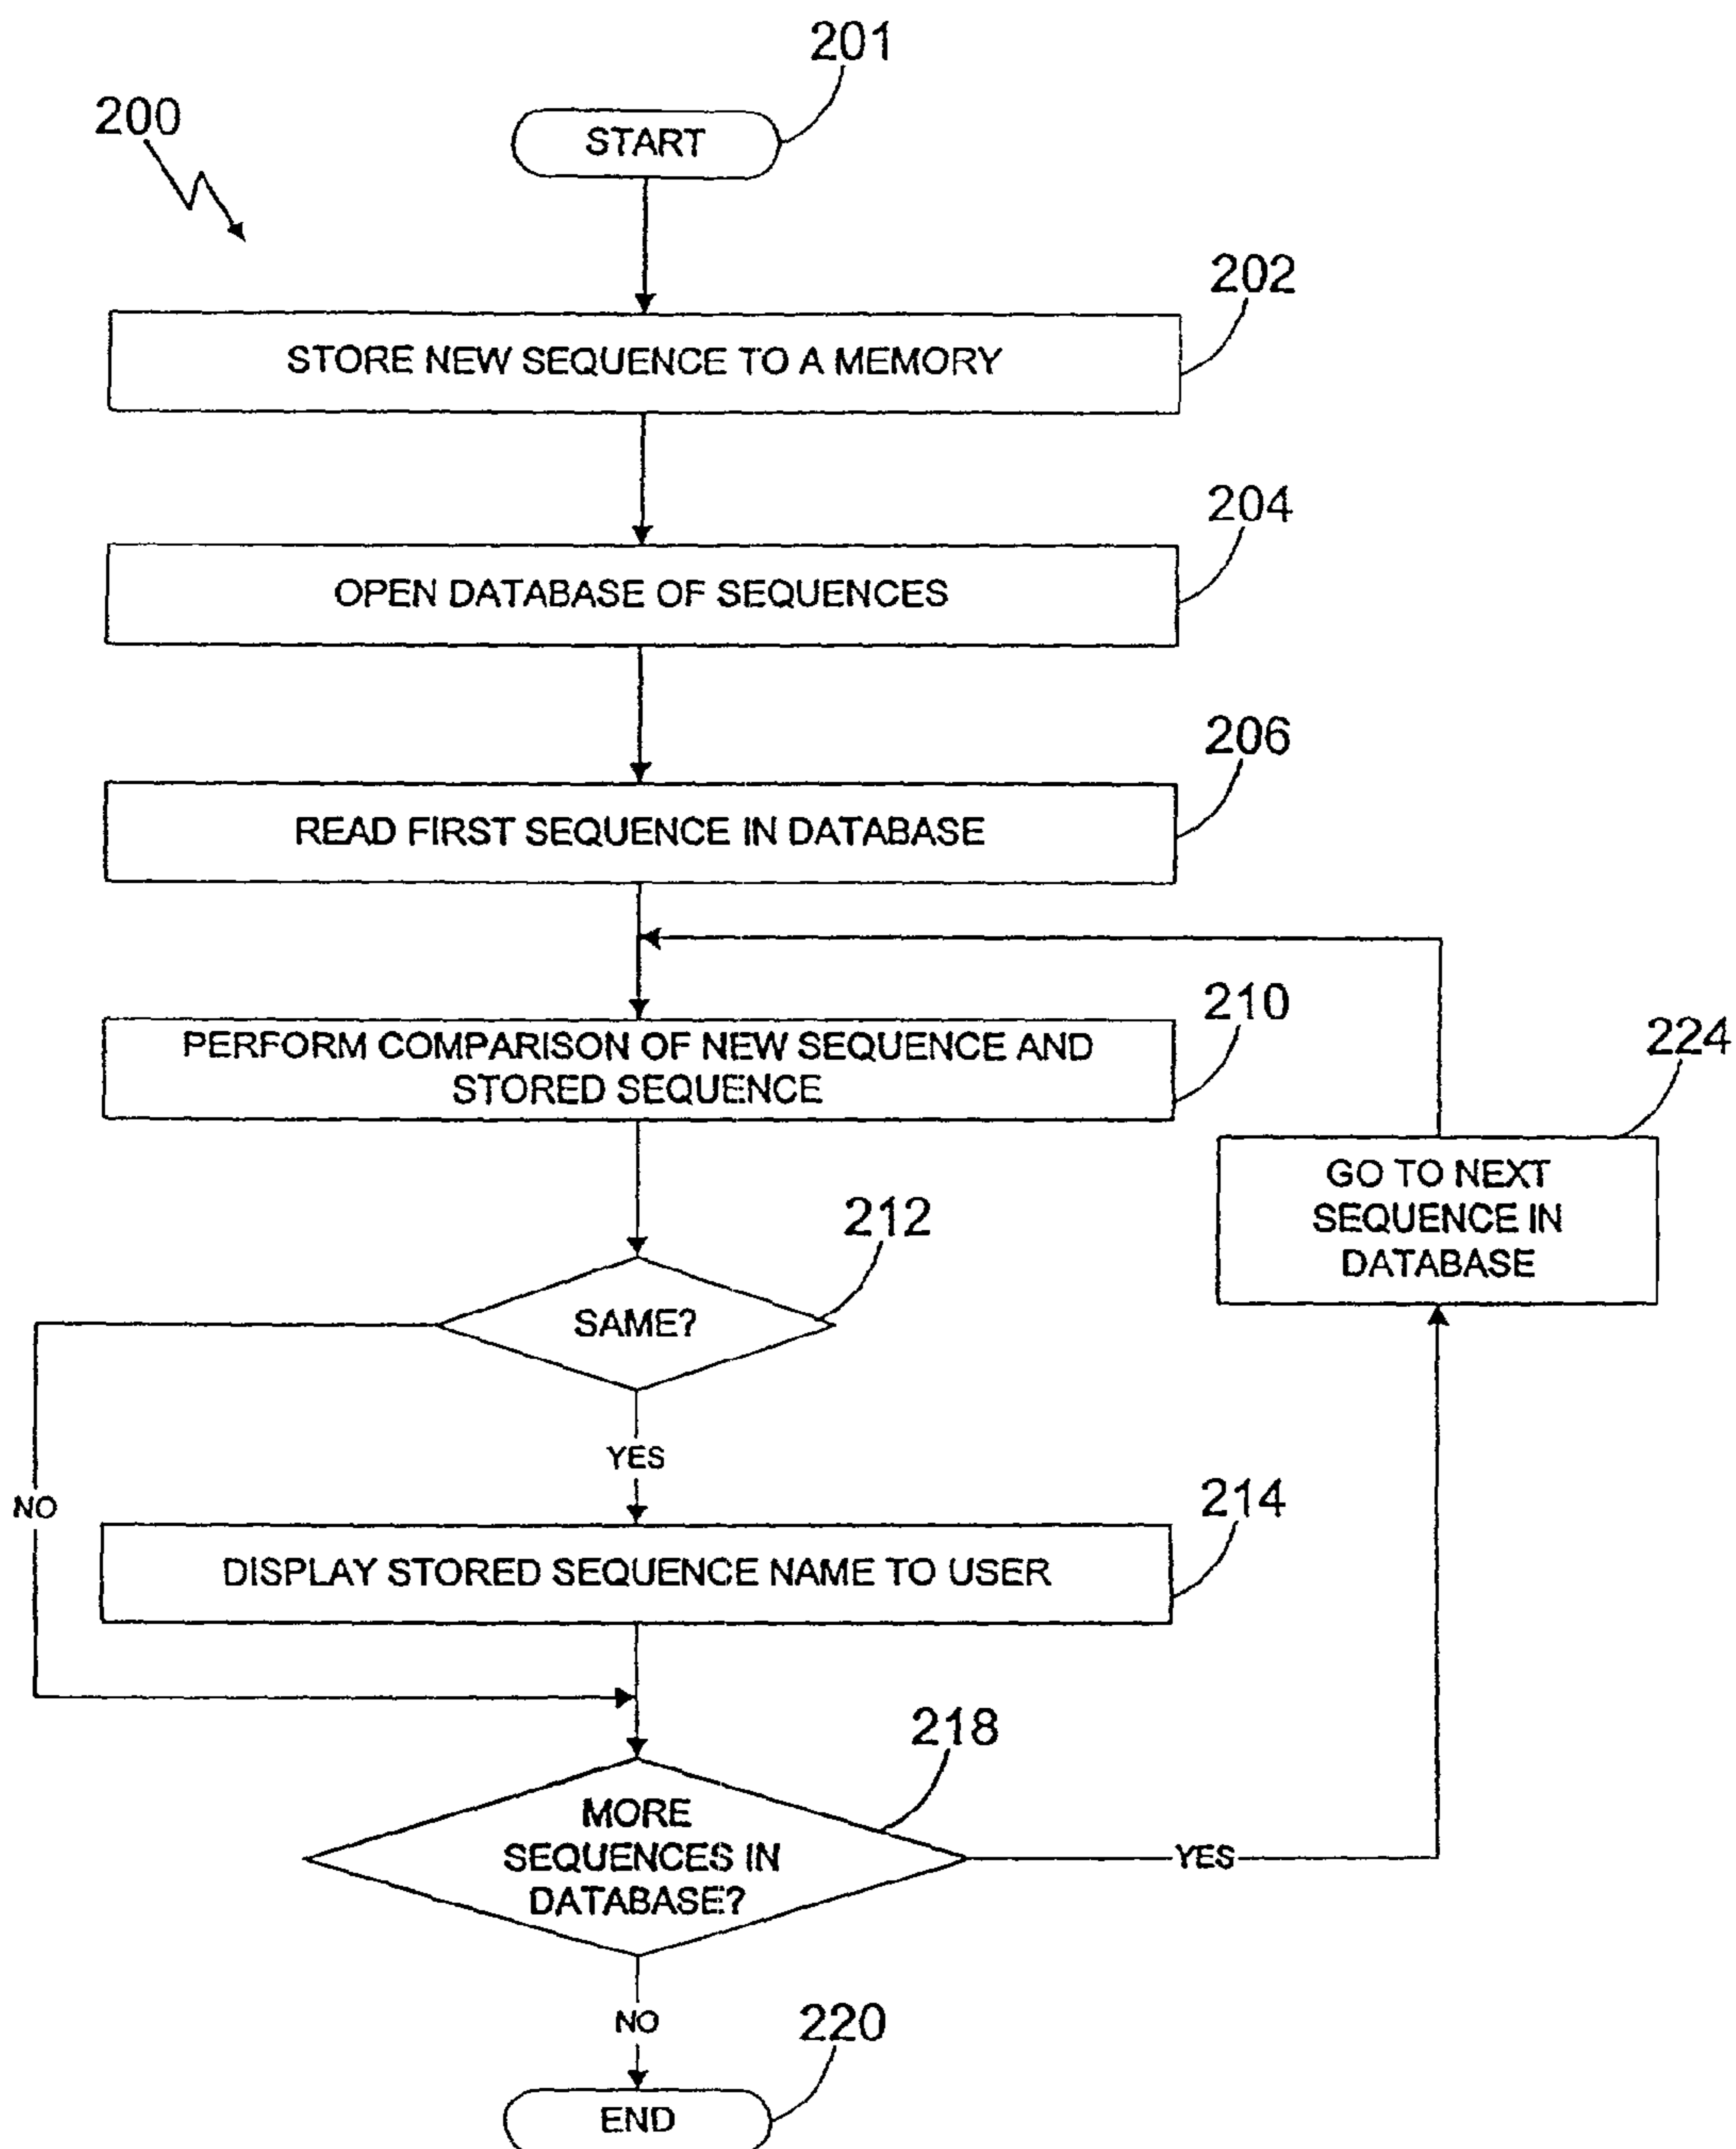 201
200
START
202
STORE NEW SEQUENCE TO A MEMORY
204
OPEN DATABASE OF SEQUENCES
206
READ FIRST SEQUENCE IN DATABASE
210
PERFORM COMPARISON OF NEW SEQUENCE AND
STORED SEQUENCE
224
GO TO NEXT
SEQUENCE IN
DATABASE
212
SAME?
YES
NO
214
DISPLAY STORED SEQUENCE NAME TO USER
218
MORE
SEQUENCES IN
DATABASE?
YES
NO
220
END